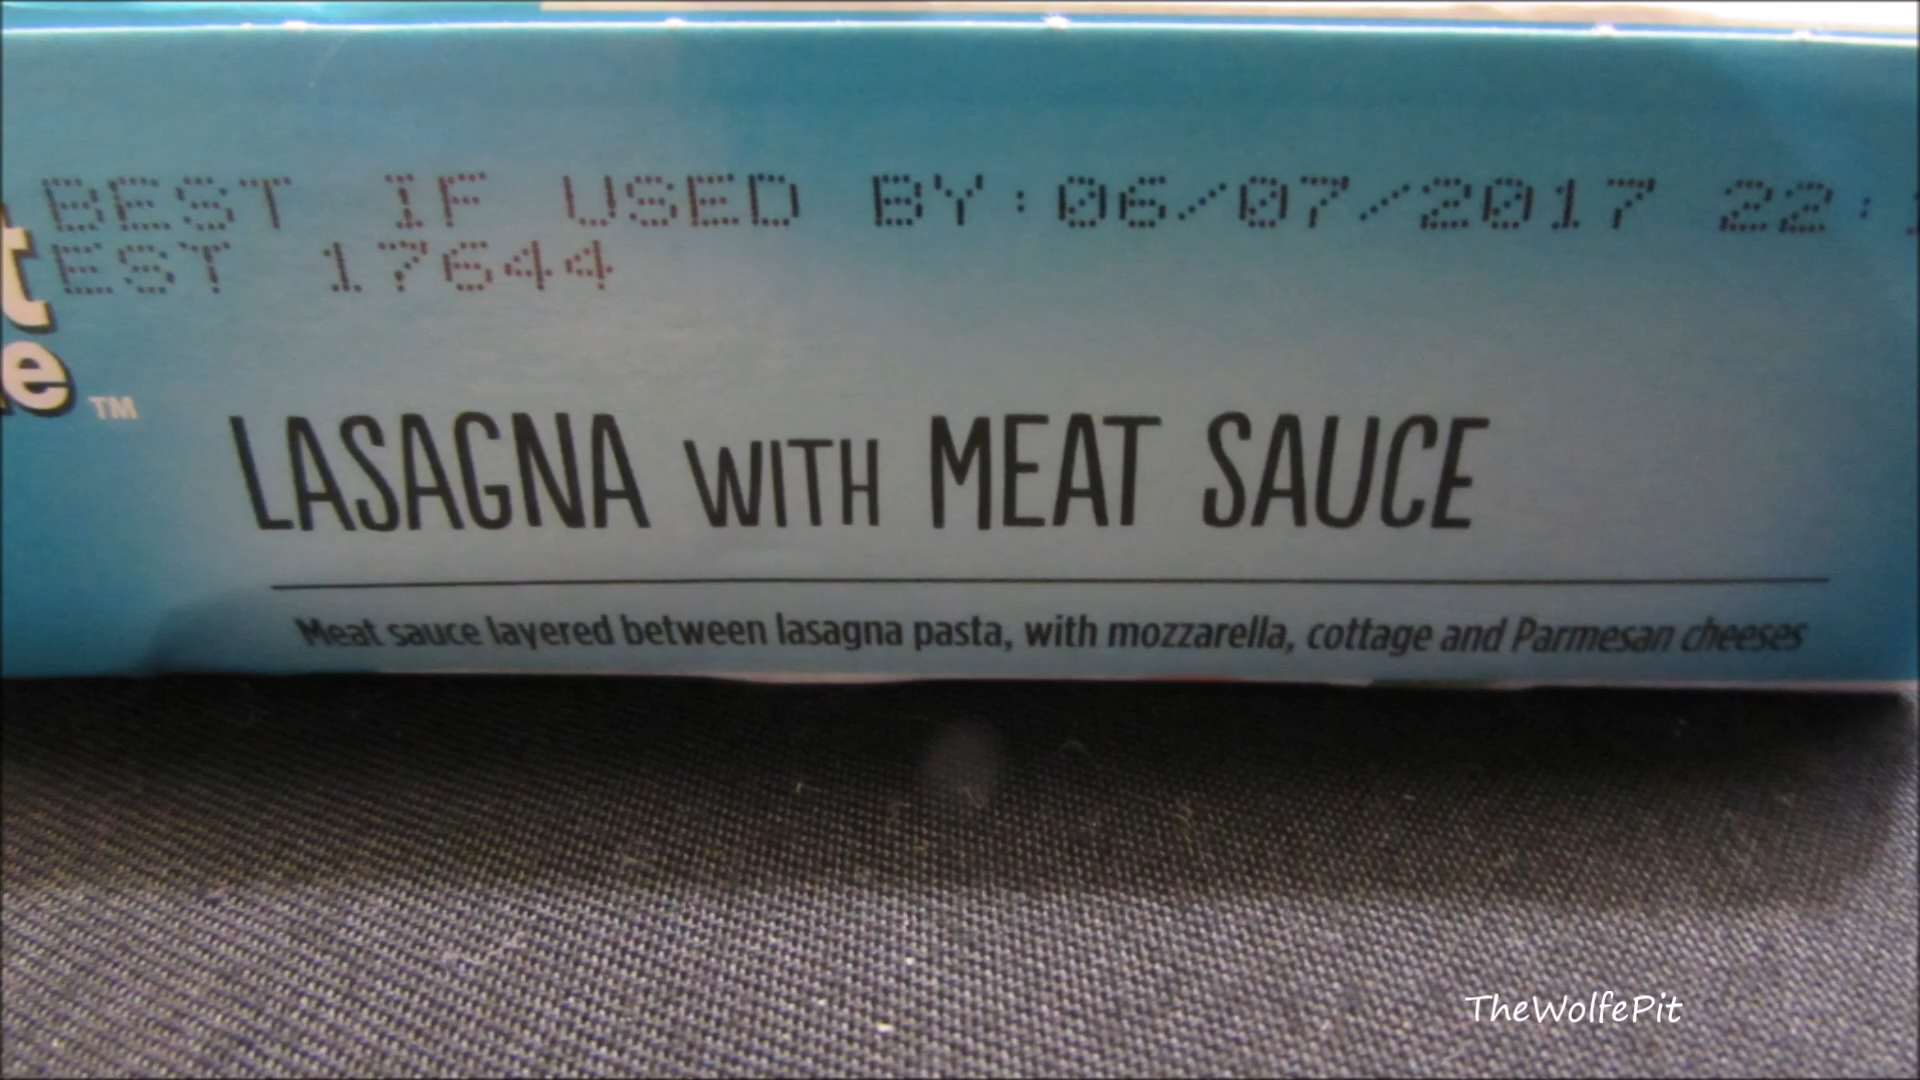 BEST IF USED BY:06/07/2017 22:
EST 17644
t
e™
LASAGNA WITH MEAT SAUCE
Meat sauce layered between lasagna pasta, with mozzarella, cottage and Parmesan cheeses
TheWolfePit